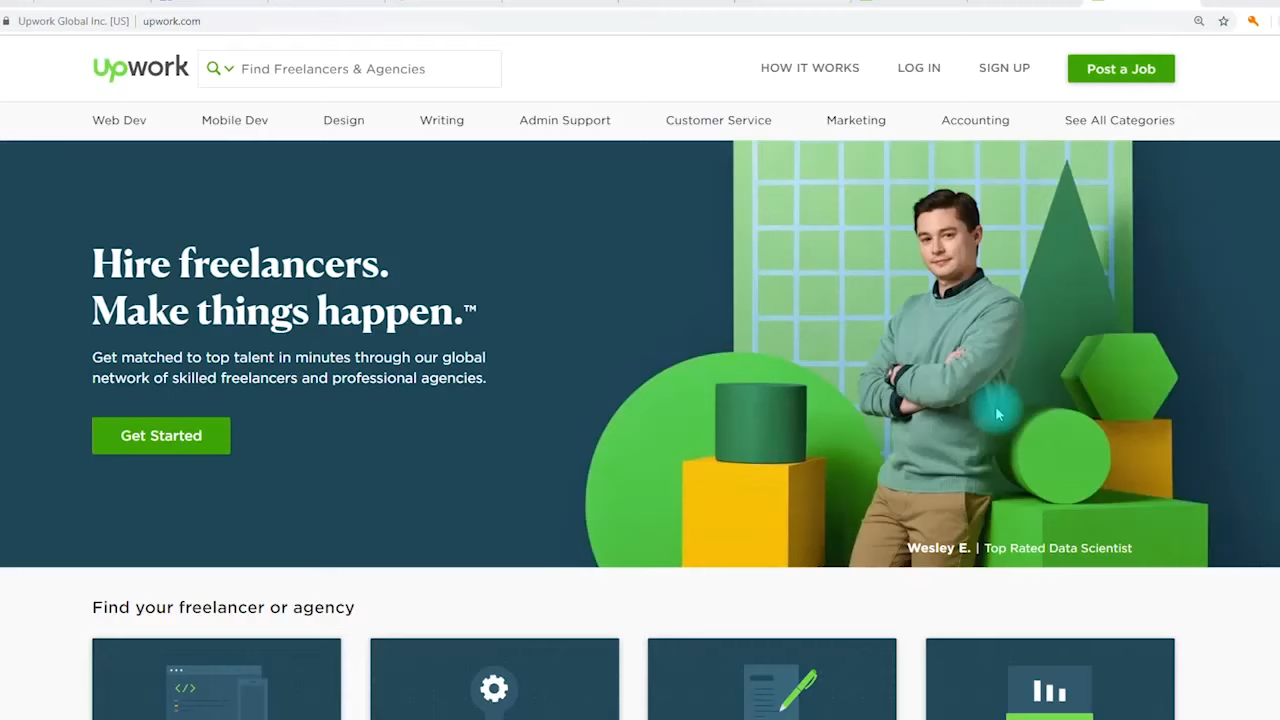 Upwork Global Inc. [US] | upwork.com
upwork
Find Freelancers & Agencies
HOW IT WORKS
LOG IN
SIGN UP
Post a Job
Web Dev
Mobile Dev
Design
Writing
Admin Support
Customer Service
Marketing
Accounting
See All Categories
Hire freelancers.
Make things happen.™
Get matched to top talent in minutes through our global
network of skilled freelancers and professional agencies.
Get Started
Wesley E. | Top Rated Data Scientist
Find your freelancer or agency
</>